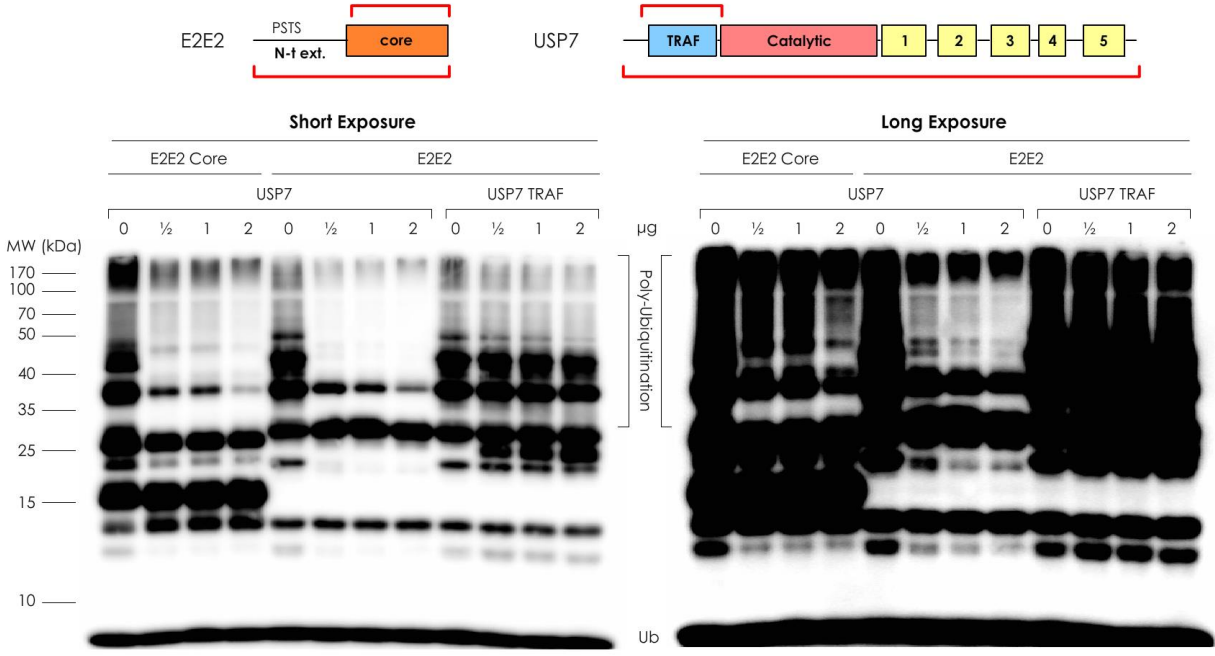 E2E2
PSTS
N-t ext.
core
USP7
TRAF
Catalytic
1
2
3
4
5
Short Exposure
E2E2 Core
E2E2
USP7
USP7 TRAF
0 ½ 1 2 0 ½ 1 2 0 ½ 1 2
MW (kDa)
170
100
70
50
40
35
25
15
10
µg
Poly-Ubiquitination
Ub
Long Exposure
E2E2 Core
E2E2
USP7
USP7 TRAF
0 ½ 1 2 0 ½ 1 2 0 ½ 1 2